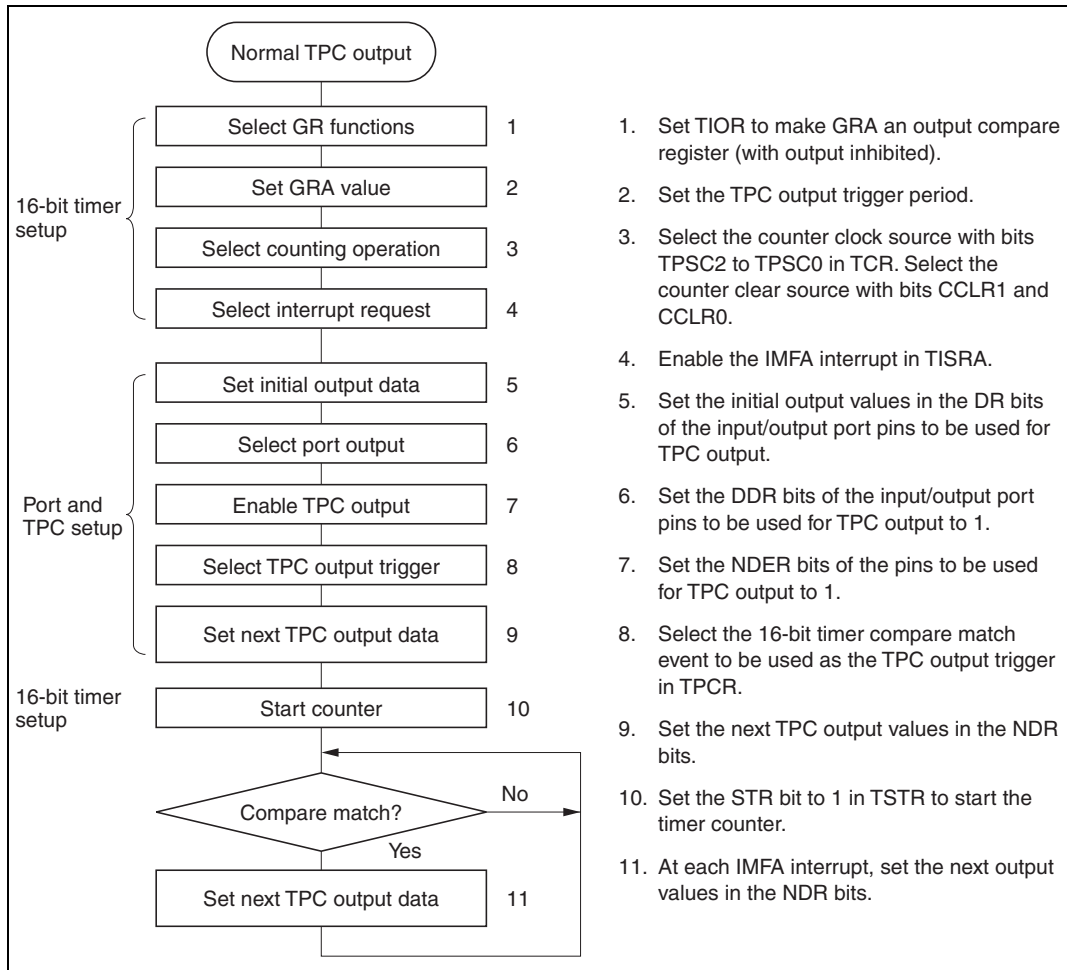 Normal TPC output
16-bit timer
setup
Select GR functions
1
Set GRA value
2
Select counting operation
3
Select interrupt request
4
Port and
TPC setup
Set initial output data
5
Select port output
6
Enable TPC output
7
Select TPC output trigger
8
Set next TPC output data
9
16-bit timer
setup
Start counter
10
Compare match?
No
Yes
Set next TPC output data
11
1. Set TIOR to make GRA an output compare
register (with output inhibited).
2. Set the TPC output trigger period.
3. Select the counter clock source with bits
TPSC2 to TPSC0 in TCR. Select the
counter clear source with bits CCLR1 and
CCLR0.
4. Enable the IMFA interrupt in TISRA.
5. Set the initial output values in the DR bits
of the input/output port pins to be used for
TPC output.
6. Set the DDR bits of the input/output port
pins to be used for TPC output to 1.
7. Set the NDER bits of the pins to be used
for TPC output to 1.
8. Select the 16-bit timer compare match
event to be used as the TPC output trigger
in TPCR.
9. Set the next TPC output values in the NDR
bits.
10. Set the STR bit to 1 in TSTR to start the
timer counter.
11. At each IMFA interrupt, set the next output
values in the NDR bits.